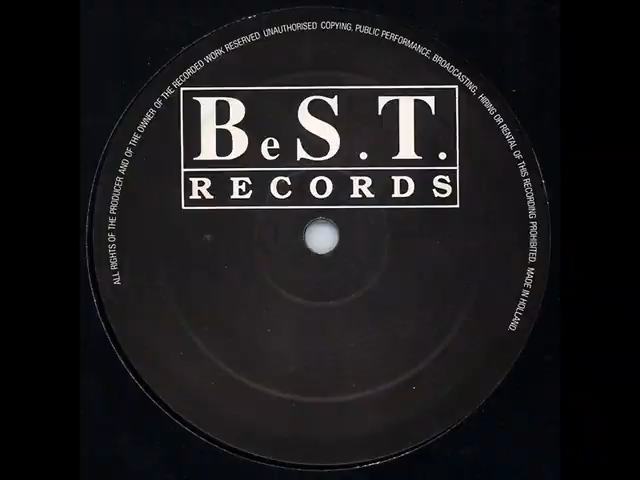 ALL RIGHTS OF THE PRODUCER AND OF THE OWNER OF THE RECORDED WORK RESERVED UNAUTHORISED COPYING, PUBLIC PERFORMANCE, BROADCASTING, HIRING OR RENTAL OF THIS RECORDING PROHIBITED. MADE IN HOLLAND.
BeS.T.
RECORDS